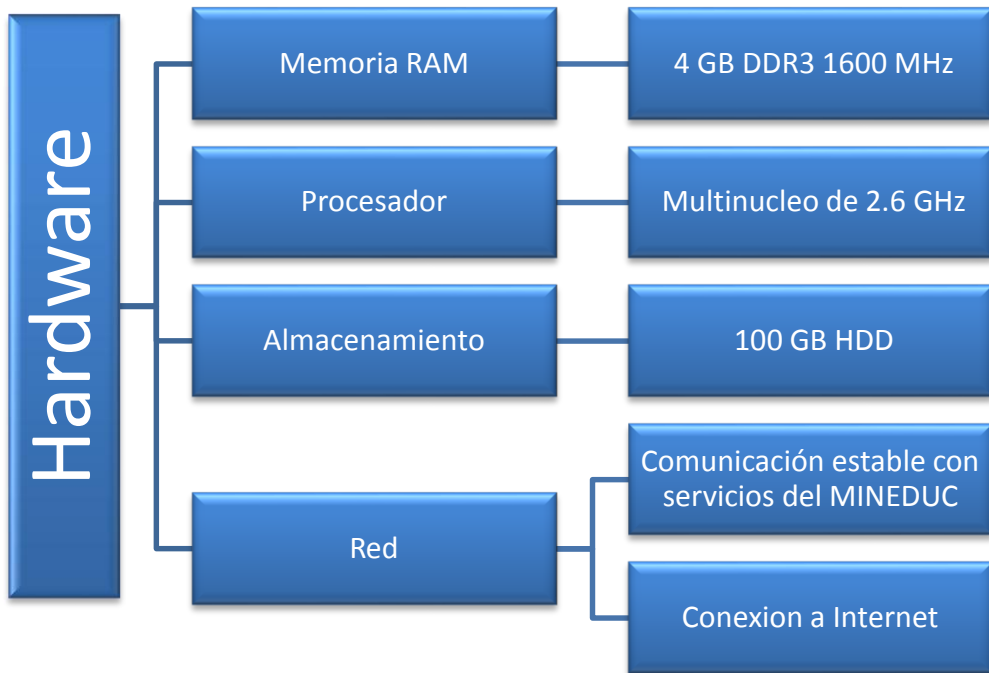 Hardware
Memoria RAM
4 GB DDR3 1600 MHz
Procesador
Multinucleo de 2.6 GHz
Almacenamiento
100 GB HDD
Red
Comunicación estable con
servicios del MINEDUC
Conexion a Internet